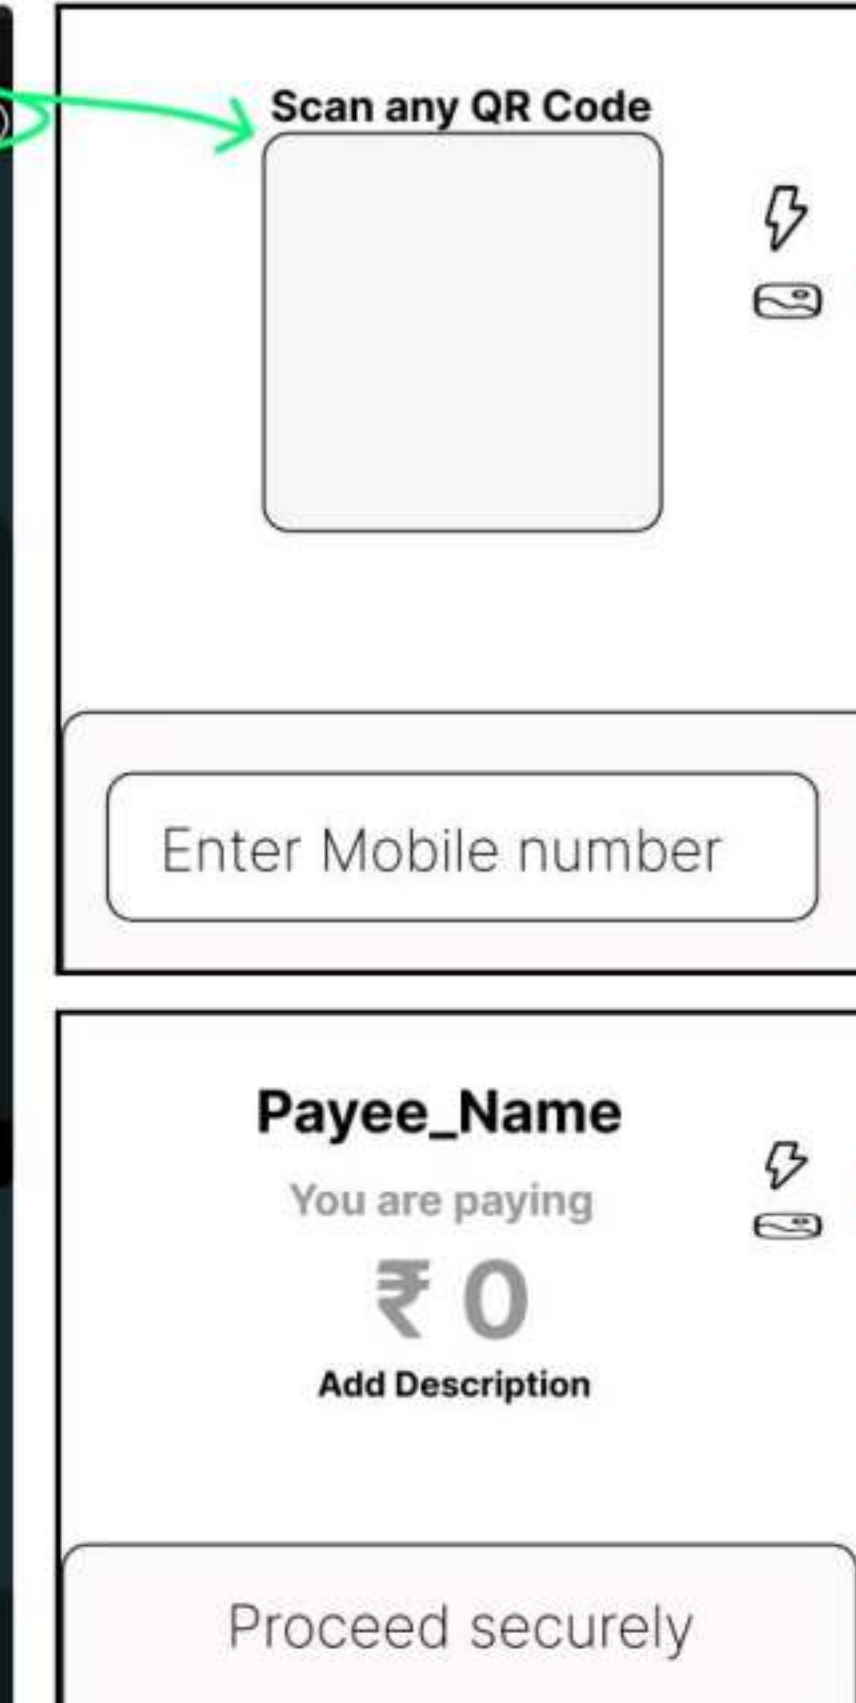 Scan any QR Code
Enter Mobile number
Payee_Name
You are paying
₹ 0
Add Description
Proceed securely